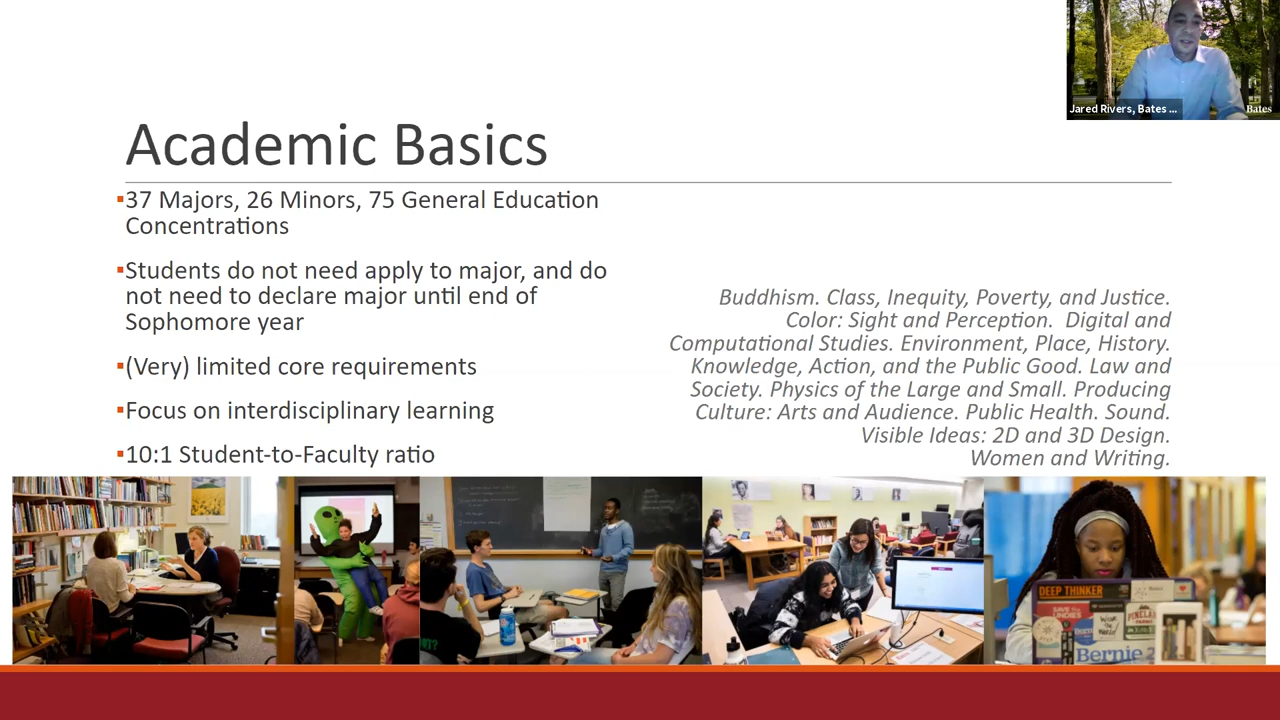 Jared Rivers, Bates ...
Bates
Academic Basics
▪37 Majors, 26 Minors, 75 General Education
Concentrations
▪Students do not need apply to major, and do
not need to declare major until end of
Sophomore year
▪(Very) limited core requirements
▪Focus on interdisciplinary learning
▪10:1 Student-to-Faculty ratio
Buddhism. Class, Inequity, Poverty, and Justice.
Color: Sight and Perception.  Digital and
Computational Studies. Environment, Place, History.
Knowledge, Action, and the Public Good. Law and
Society. Physics of the Large and Small. Producing
Culture: Arts and Audience. Public Health. Sound.
Visible Ideas: 2D and 3D Design.
Women and Writing.
DEEP THINKER
SAVE THE
UNDIES
Bernie